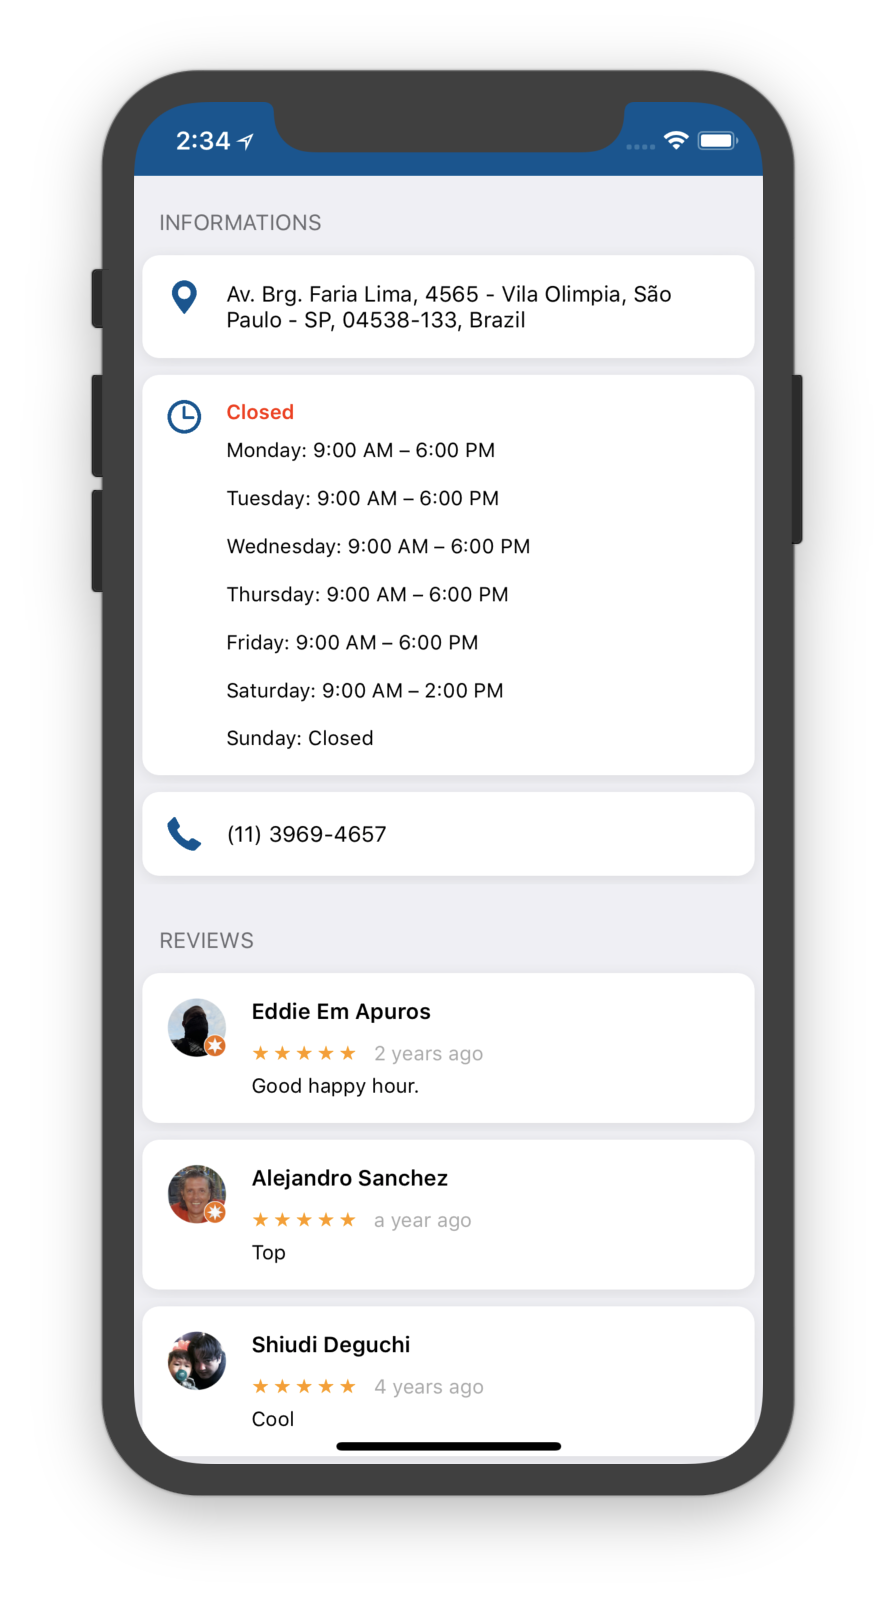 2:34
INFORMATIONS
Av. Brg. Faria Lima, 4565 - Vila Olimpia, São
Paulo - SP, 04538-133, Brazil
Closed
Monday: 9:00 AM – 6:00 PM
Tuesday: 9:00 AM – 6:00 PM
Wednesday: 9:00 AM – 6:00 PM
Thursday: 9:00 AM – 6:00 PM
Friday: 9:00 AM – 6:00 PM
Saturday: 9:00 AM – 2:00 PM
Sunday: Closed
(11) 3969-4657
REVIEWS
Eddie Em Apuros
★ ★ ★ ★ ★ 2 years ago
Good happy hour.
Alejandro Sanchez
★ ★ ★ ★ ★ a year ago
Top
Shiudi Deguchi
★ ★ ★ ★ ★ 4 years ago
Cool